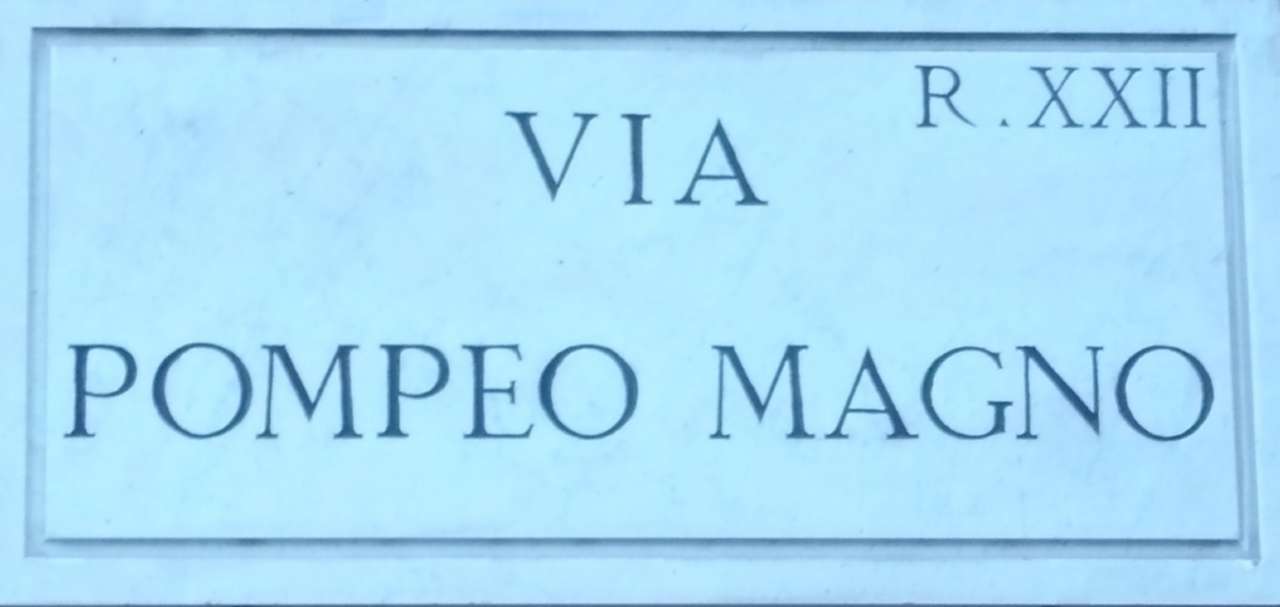 R. XXII
VIA
POMPEO MAGNO